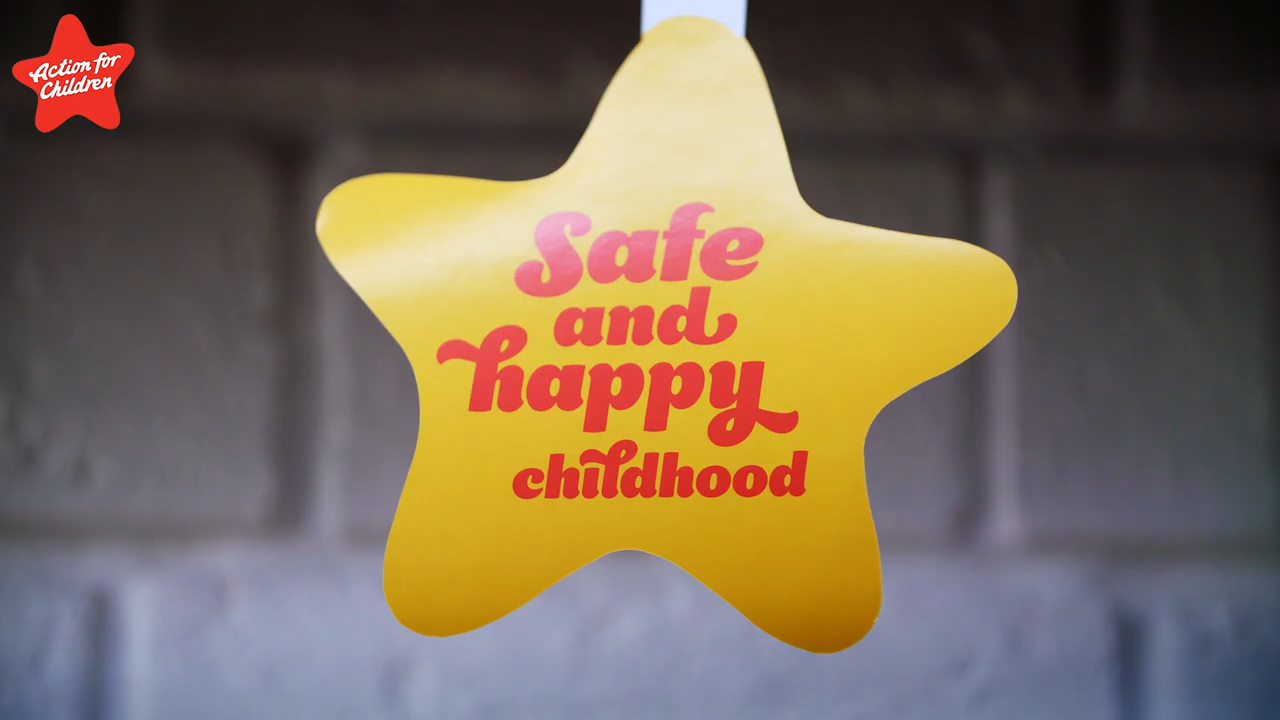 Action for
Children
Safe
and
happy
childhood